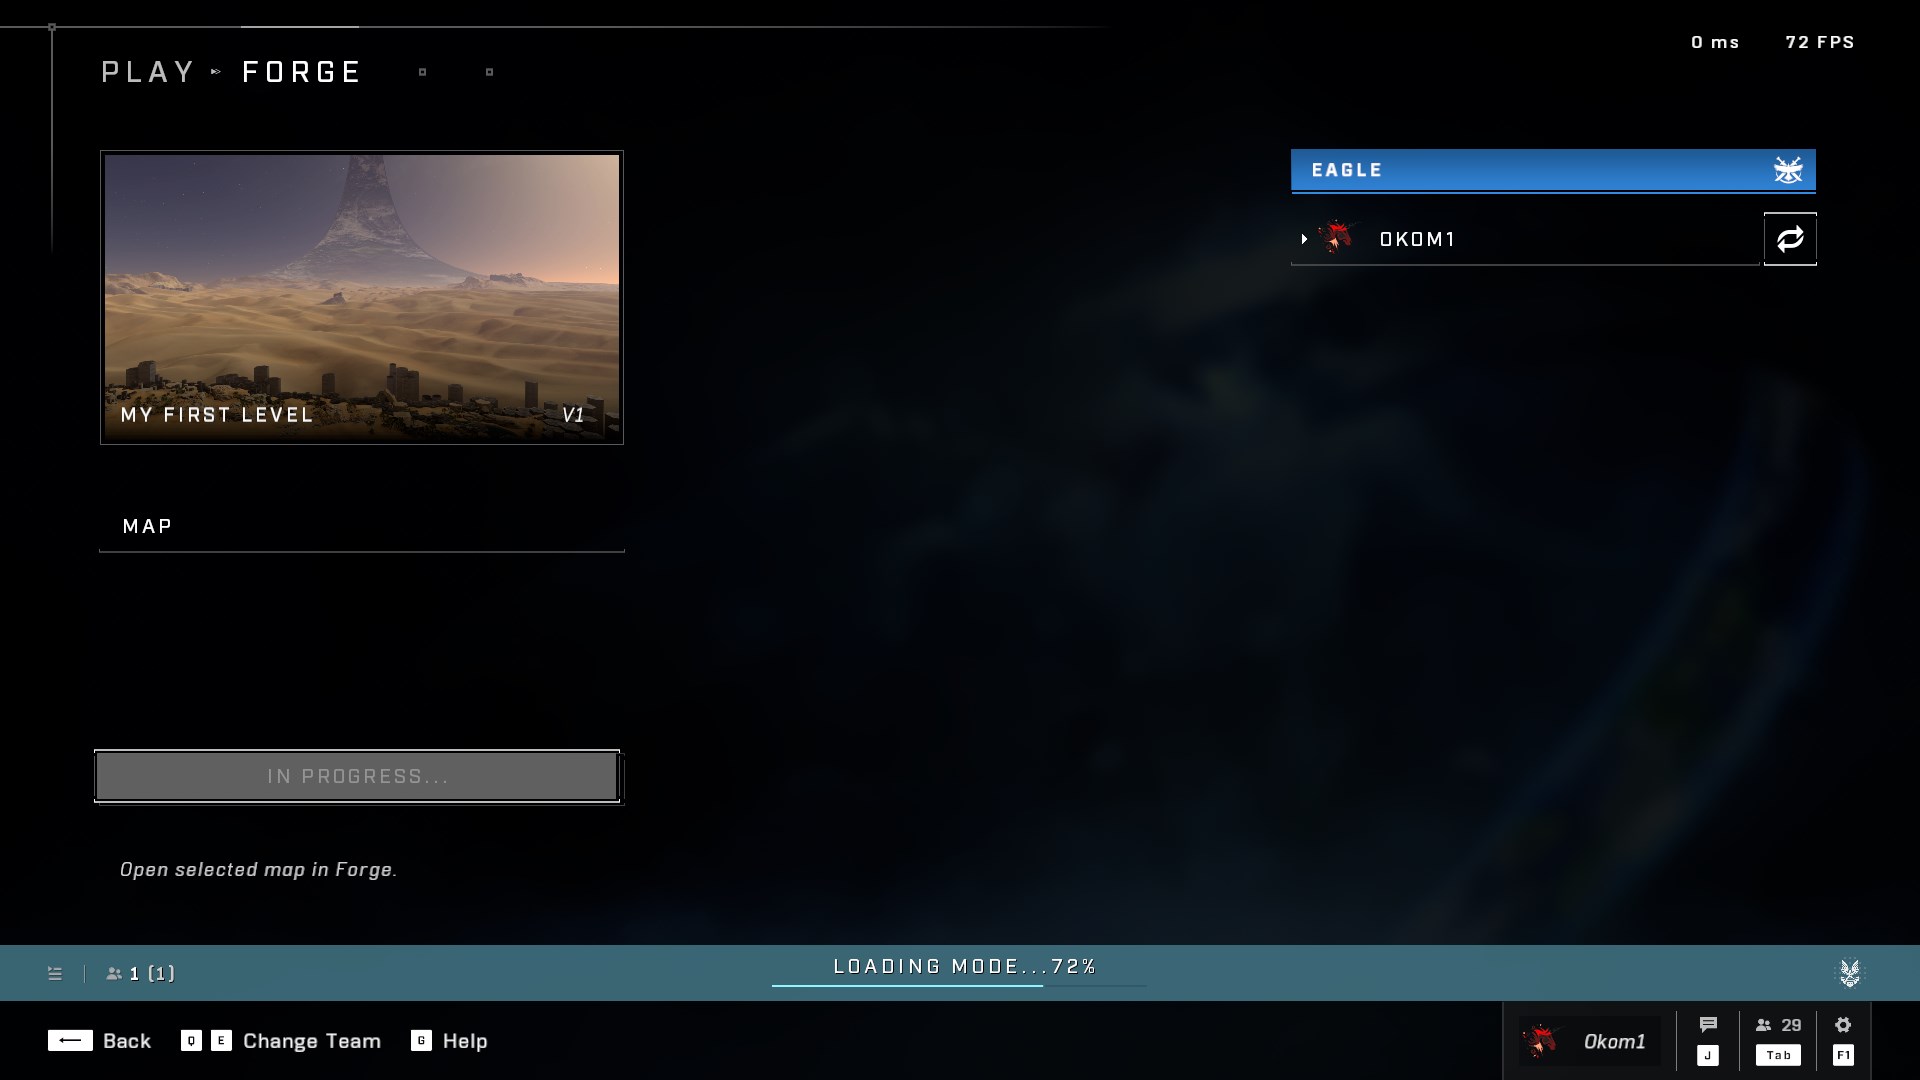 0 ms 72 FPS
PLAY FORGE
EAGLE
OKOM1
MY FIRST LEVEL V1
MAP
IN PROGRESS...
Open selected map in Forge.
1 (1)
LOADING MODE...72%
Back Q E Change Team G Help
Okom1
29
J Tab F1